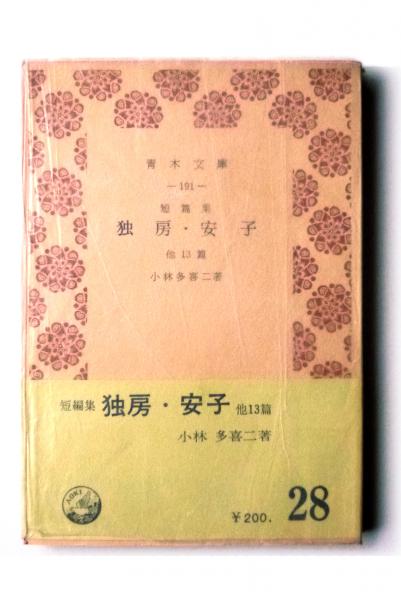 青木文庫
－191－
短篇集
独房・安子
他13篇
小林多喜二著
短編集 独房・安子 他13篇
小林 多喜二著
AOKI
¥200.
28